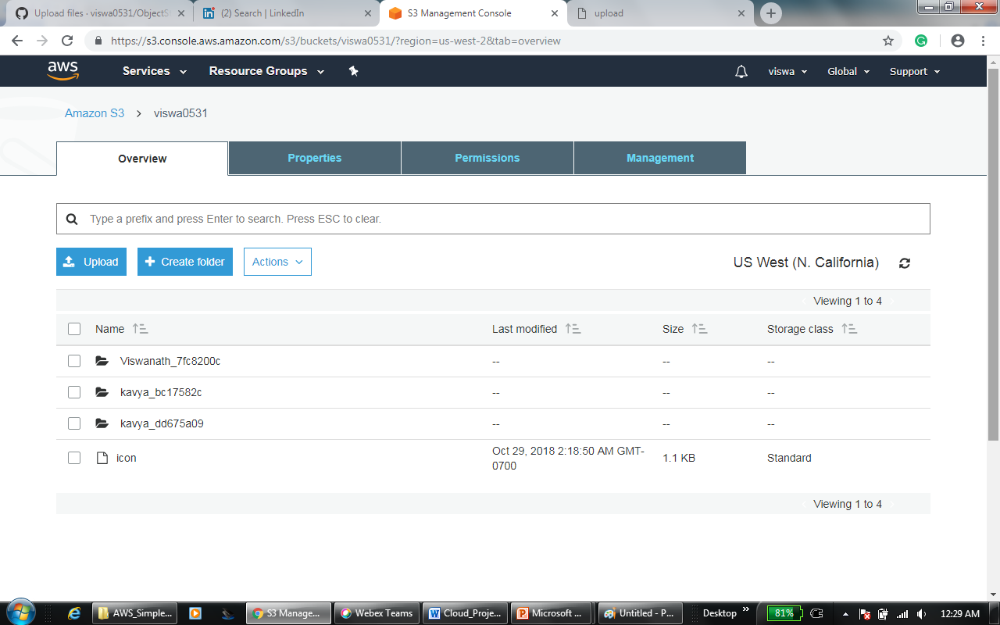 Upload files · viswa0531/ObjectS
(2) Search | LinkedIn
S3 Management Console
upload
https://s3.console.aws.amazon.com/s3/buckets/viswa0531/?region=us-west-2&tab=overview
aws Services Resource Groups viswa Global Support
Amazon S3 > viswa0531
Overview Properties Permissions Management
Type a prefix and press Enter to search. Press ESC to clear.
Upload Create folder Actions US West (N. California)
Viewing 1 to 4
Name Last modified Size Storage class
Viswanath_7fc8200c -- -- --
kavya_bc17582c -- -- --
kavya_dd675a09 -- -- --
icon Oct 29, 2018 2:18:50 AM GMT- 1.1 KB Standard
0700
Viewing 1 to 4
AWS_Simple... S3 Manage... Webex Teams Cloud_Proje... Microsoft ... Untitled - P... Desktop 81% 12:29 AM